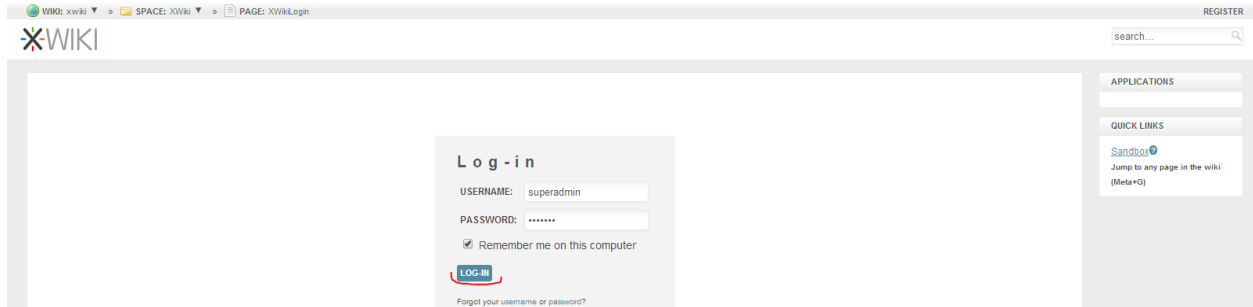 WIKI: xwiki ▼ » SPACE: XWiki ▼ » PAGE: XWikiLogin
REGISTER
XWIKI
search...
APPLICATIONS
QUICK LINKS
Sandbox?
Jump to any page in the wiki
(Meta+G)
Log-in
USERNAME: superadmin
PASSWORD: •••••••
Remember me on this computer
LOG-IN
Forgot your username or password?